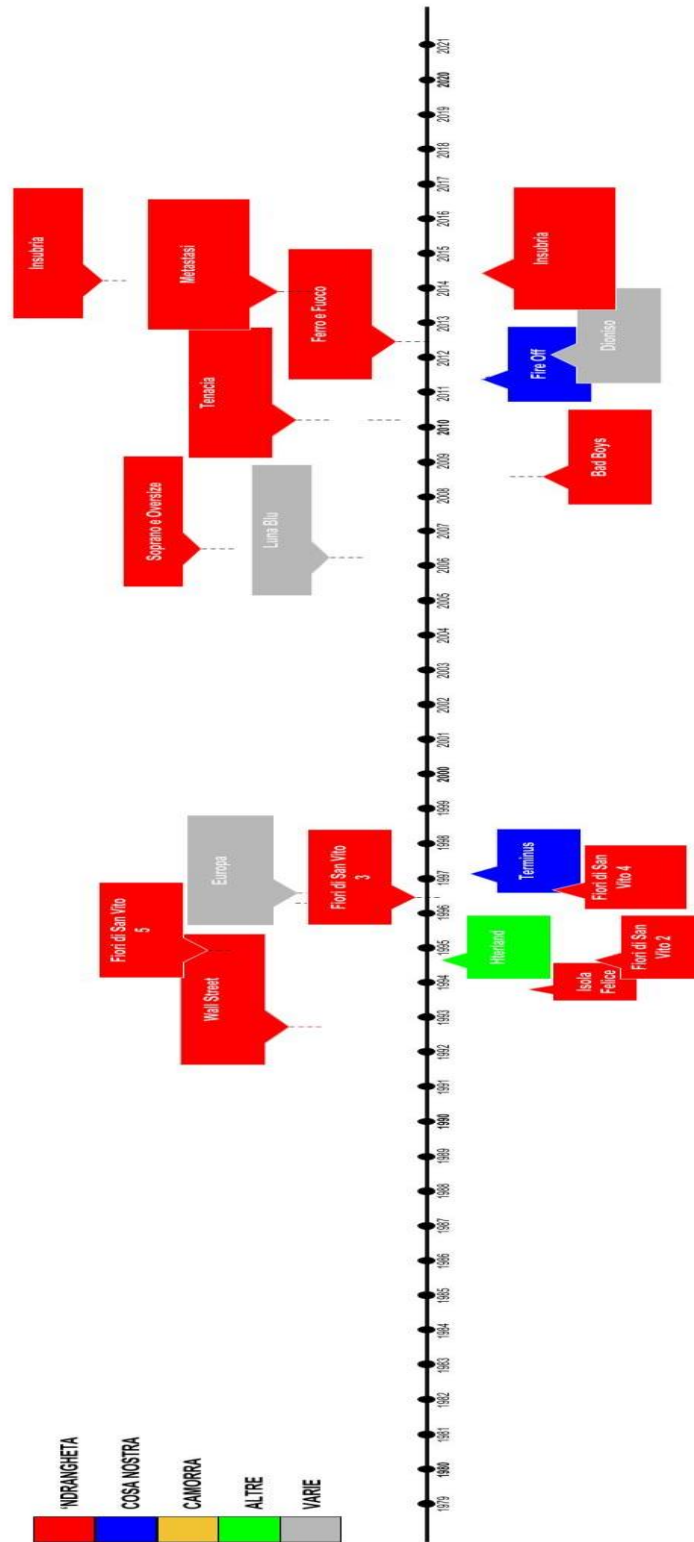 'NDRANGHETA
COSA NOSTRA
CAMORRA
ALTRE
VARIE
Wall Street
Fiori di San Vito
5
Europa
Fiori di San Vito
3
Soprano e Oversize
Luna Blu
Tenacia
Metastasi
Ferro e Fuoco
Insubria
1979
1980
1981
1982
1983
1984
1985
1986
1987
1988
1989
1990
1991
1992
1993
1994
1995
1996
1997
1998
1999
2000
2001
2002
2003
2004
2005
2006
2007
2008
2009
2010
2011
2012
2013
2014
2015
2016
2017
2018
2019
2020
2021
Hterland
Isola
Felice
Fiori di San
Vito 2
Terminus
Fiori di San
Vito 4
Bad Boys
Fire Off
Dioniso
Insubria